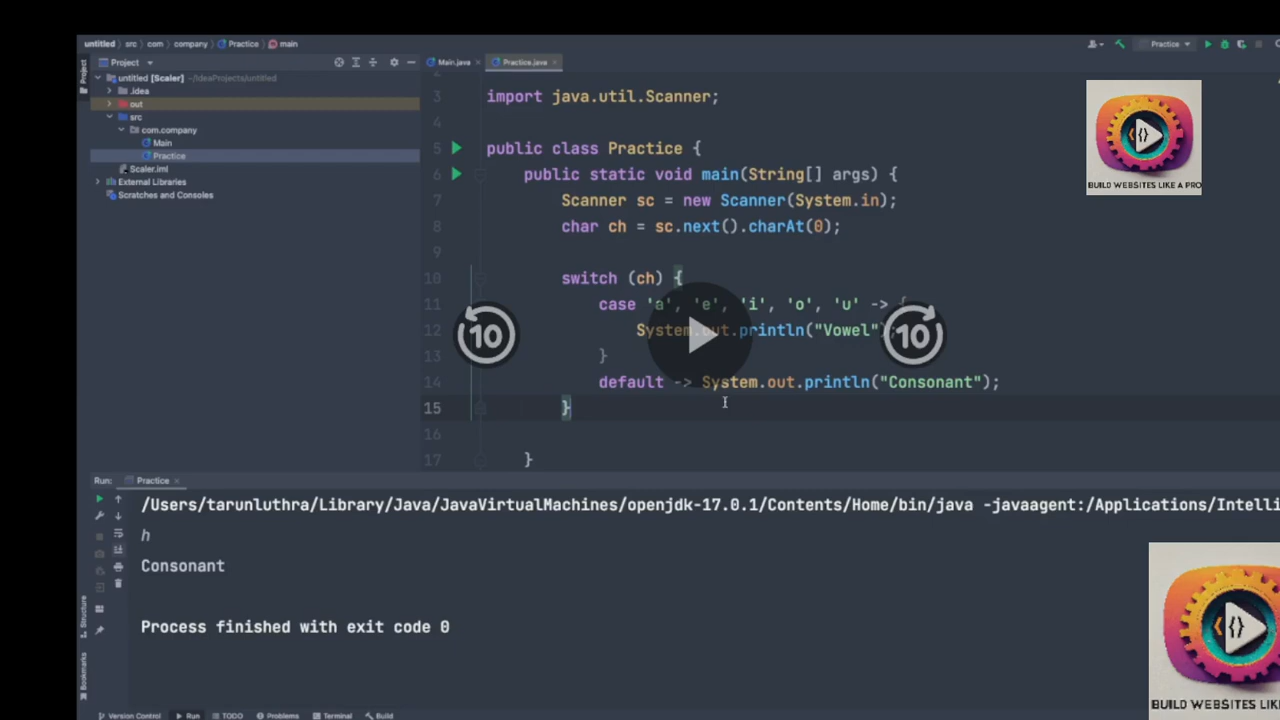 untitled src com company Practice main
Practice
Project
Main.java Practice.java
untitled [Scaler] ~/IdeaProjects/untitled
.idea
out
src
com.company
Main
Practice
Scaler.iml
External Libraries
Scratches and Consoles
3 import java.util.Scanner;
4
5 public class Practice {
6 public static void main(String[] args) {
7 Scanner sc = new Scanner(System.in);
8 char ch = sc.next().charAt(0);
9
10 switch (ch) {
11 case 'a', 'e', 'i', 'o', 'u' -> {
12 System.out.println("Vowel");
13 }
14 default -> System.out.println("Consonant");
15 }
16
17 }
10
10
BUILD WEBSITES LIKE A PRO
Run: Practice
/Users/tarunluthra/Library/Java/JavaVirtualMachines/openjdk-17.0.1/Contents/Home/bin/java -javaagent:/Applications/Intelli
h
Consonant
Process finished with exit code 0
Structure
Bookmarks
BUILD WEBSITES LIK
Version Control Run TODO Problems Terminal Build